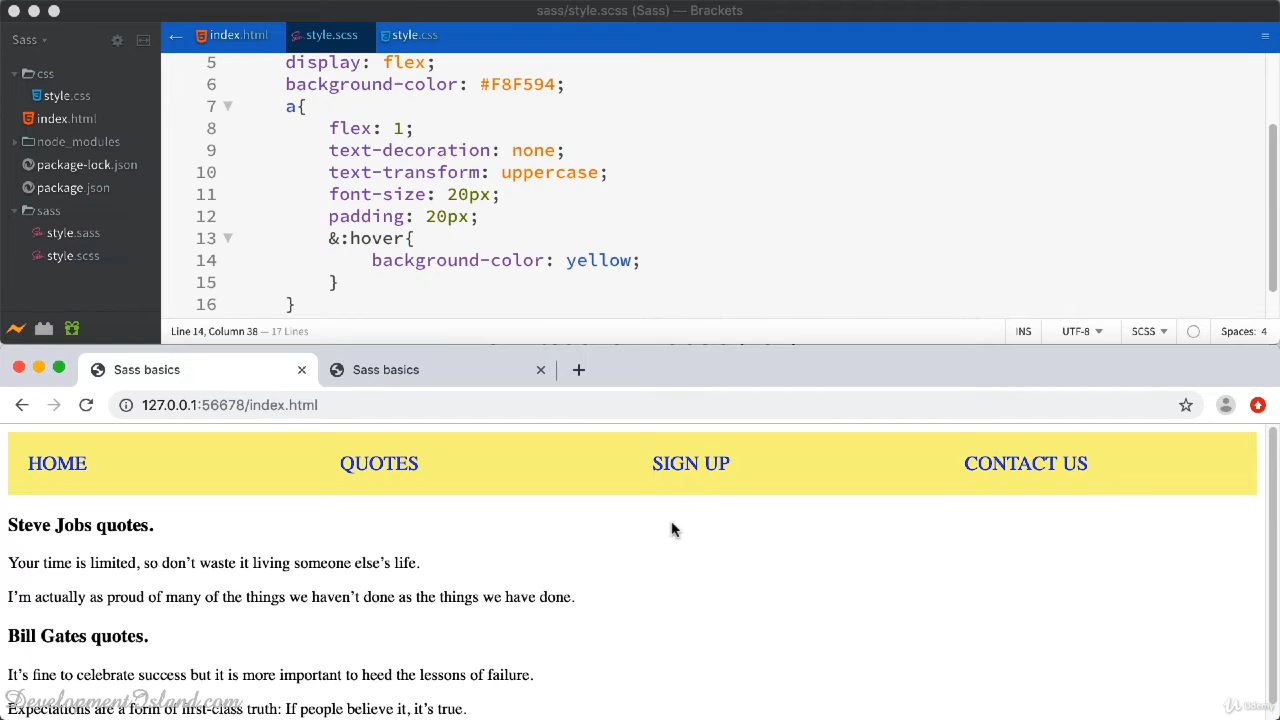 sass/style.scss (Sass) — Brackets
Sass
index.html
style.scss
style.css
css
style.css
index.html
node_modules
package-lock.json
package.json
sass
style.sass
style.scss
5 display: flex;
6 background-color: #F8F594;
7 a{
8 flex: 1;
9 text-decoration: none;
10 text-transform: uppercase;
11 font-size: 20px;
12 padding: 20px;
13 &:hover{
14 background-color: yellow;
15 }
16 }
Line 14, Column 38 — 17 Lines
INS UTF-8 SCSS Spaces: 4
Sass basics
Sass basics
127.0.0.1:56678/index.html
HOME QUOTES SIGN UP CONTACT US
Steve Jobs quotes.
Your time is limited, so don’t waste it living someone else’s life.
I’m actually as proud of many of the things we haven’t done as the things we have done.
Bill Gates quotes.
It’s fine to celebrate success but it is more important to heed the lessons of failure.
DevelopmentIsland.com
Expectations are a form of first-class truth: If people believe it, it’s true.
Udemy